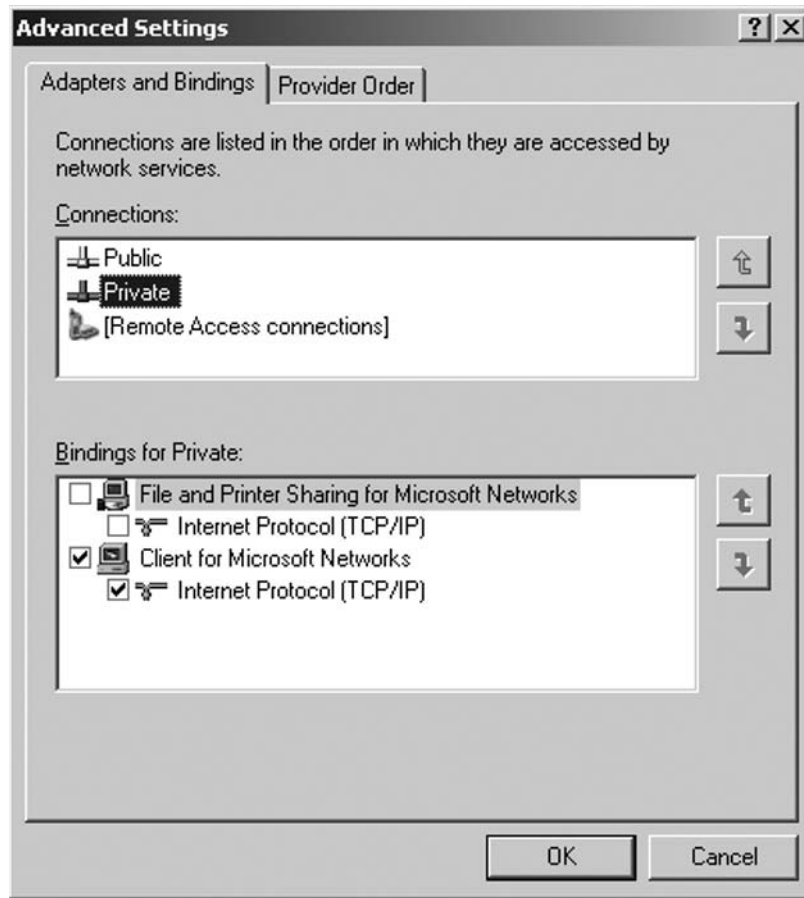 Advanced Settings
Adapters and Bindings
Provider Order
Connections are listed in the order in which they are accessed by
network services.
Connections:
Public
Private
[Remote Access connections]
Bindings for Private:
File and Printer Sharing for Microsoft Networks
Internet Protocol (TCP/IP)
Client for Microsoft Networks
Internet Protocol (TCP/IP)
OK
Cancel